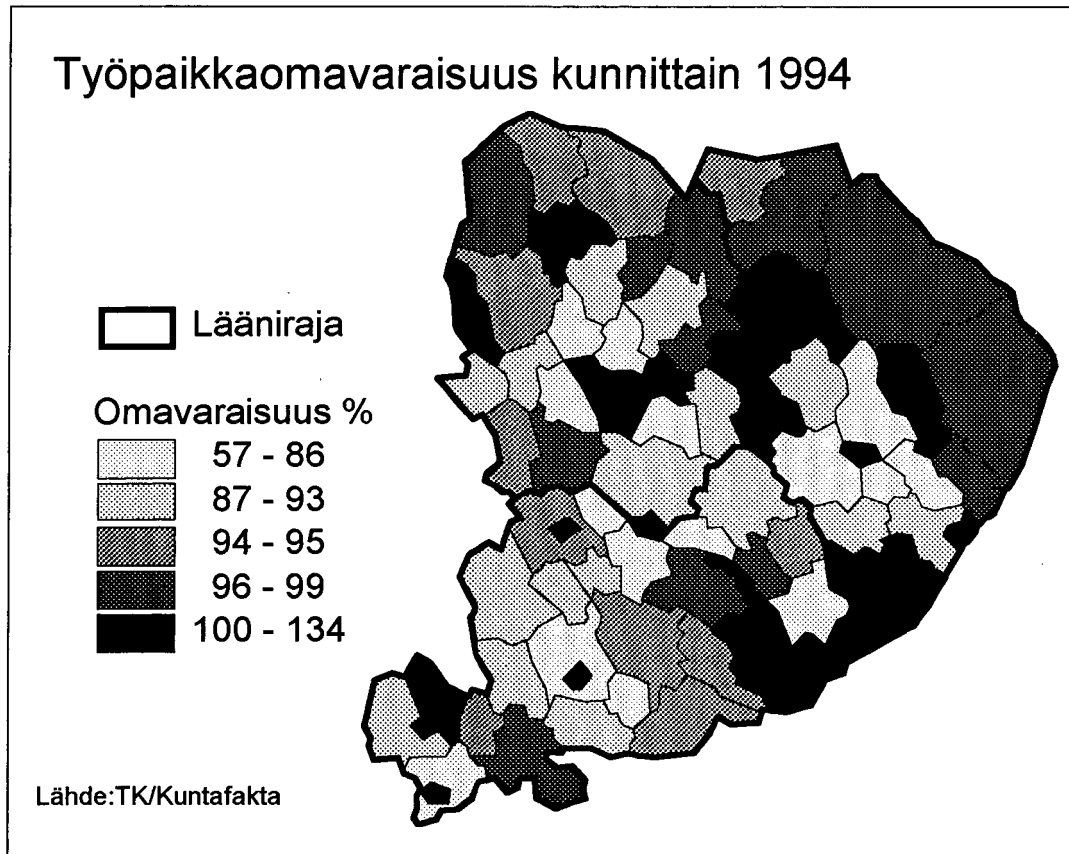 Työpaikkaomavaraisuus kunnittain 1994
Lääniraja
Omavaraisuus %
57 - 86
87 - 93
94 - 95
96 - 99
100 - 134
Lähde:TK/Kuntafakta